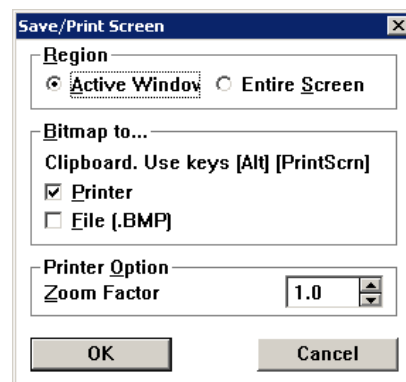 Save/Print Screen
Region
Active Window Entire Screen
Bitmap to...
Clipboard. Use keys [Alt] [PrintScrn]
Printer
File (.BMP)
Printer Option
Zoom Factor 1.0
OK Cancel